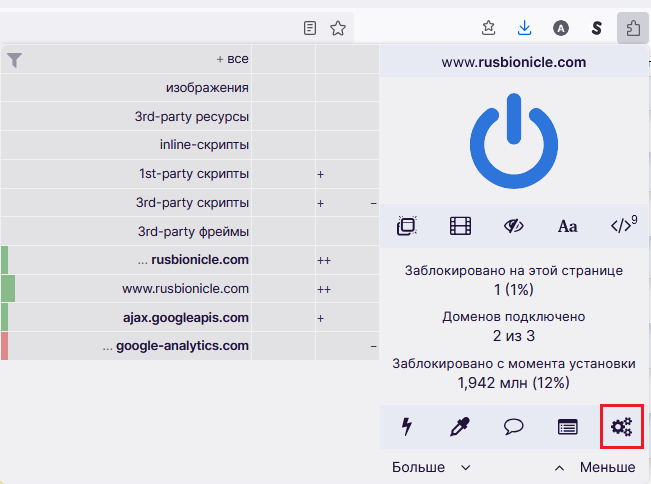 A S
+ все
www.rusbionicle.com
изображения
3rd-party ресурсы
inline-скрипты
1st-party скрипты +
3rd-party скрипты + –
3rd-party фреймы
... rusbionicle.com ++
www.rusbionicle.com ++
ajax.googleapis.com +
... google-analytics.com –
Aa </>9
Заблокировано на этой странице
1 (1%)
Доменов подключено
2 из 3
Заблокировано с момента установки
1,942 млн (12%)
Больше Меньше